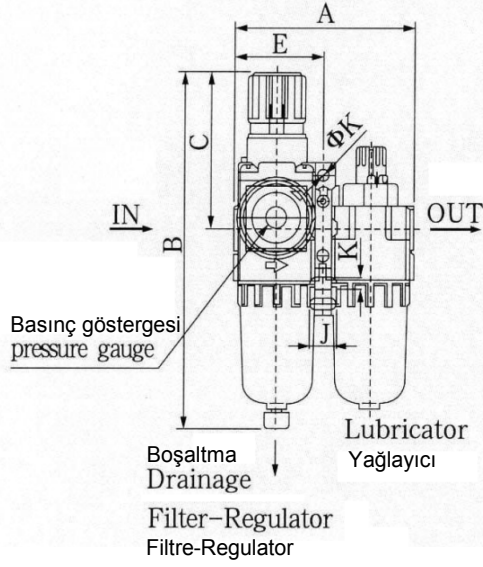 A
E
C
ΦK
IN
OUT
B
K
Basınç göstergesi
pressure gauge
J
Lubricator
Yağlayıcı
Boşaltma
Drainage
Filter-Regulator
Filtre-Regulator